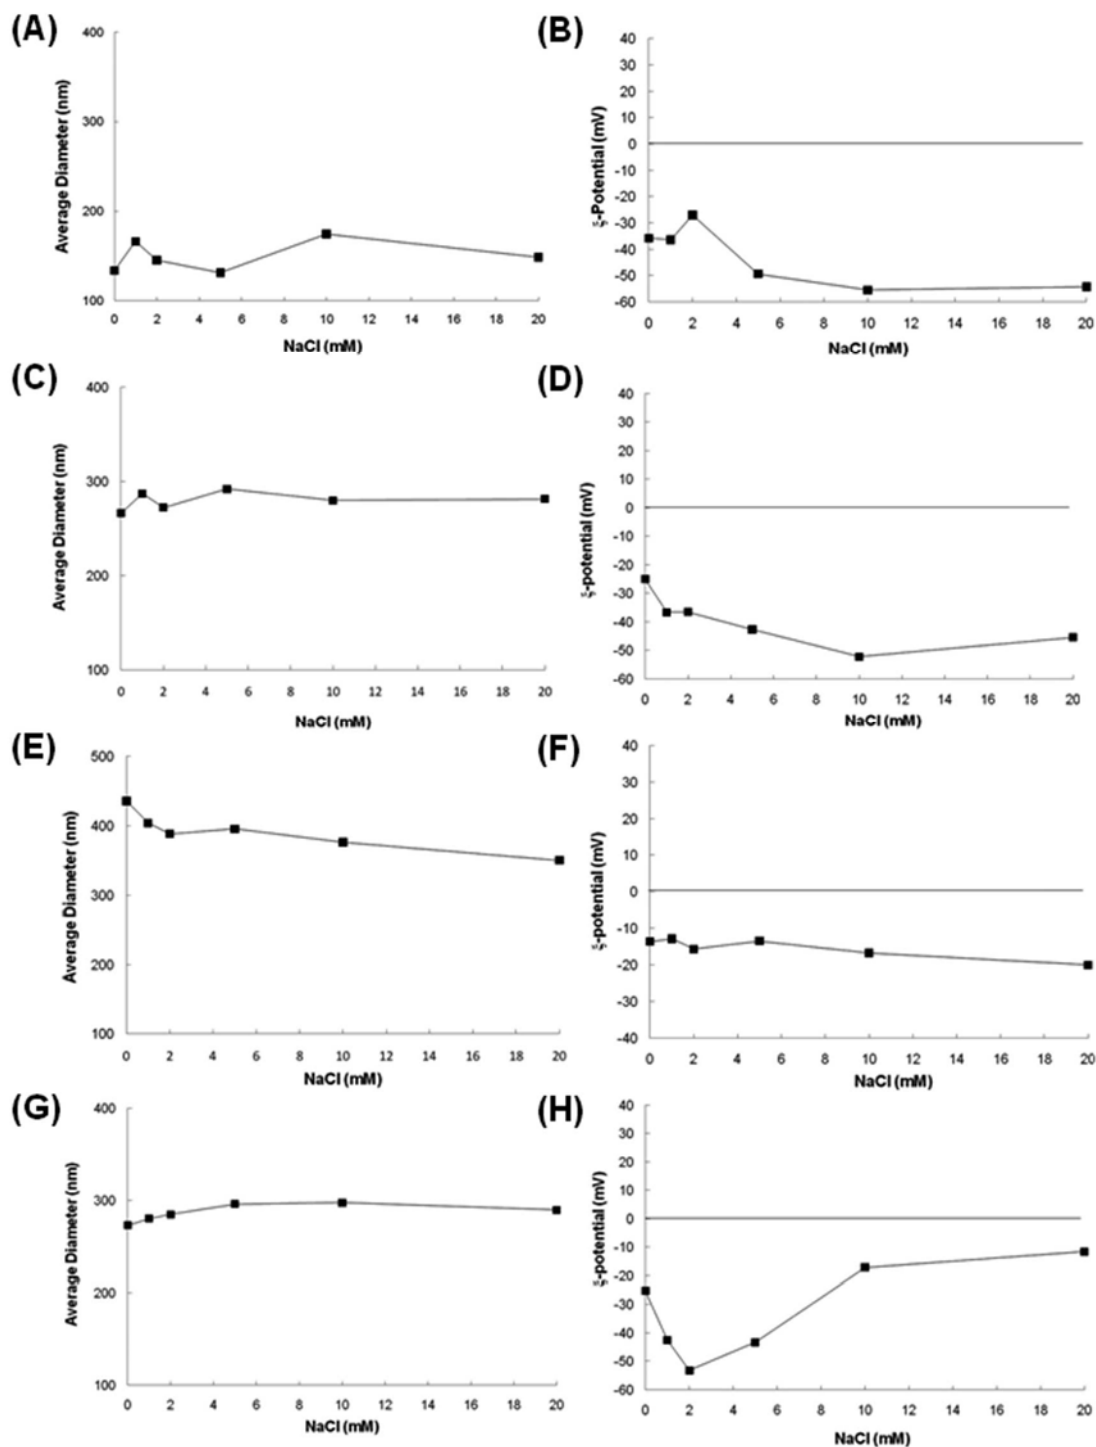 (A)
400
300
200
100
Average Diameter (nm)
0 2 4 6 8 10 12 14 16 18 20
NaCl (mM)
(B)
40
30
20
10
0
-10
-20
-30
-40
-50
-60
ξ-Potential (mV)
0 2 4 6 8 10 12 14 16 18 20
NaCl (mM)
(C)
400
300
200
100
Average Diameter (nm)
0 2 4 6 8 10 12 14 16 18 20
NaCl (mM)
(D)
40
30
20
10
0
-10
-20
-30
-40
-50
-60
ξ-potential (mV)
0 2 4 6 8 10 12 14 16 18 20
NaCl (mM)
(E)
500
400
300
200
100
Average Diameter (nm)
0 2 4 6 8 10 12 14 16 18 20
NaCl (mM)
(F)
40
30
20
10
0
-10
-20
-30
-40
ξ-potential (mV)
0 2 4 6 8 10 12 14 16 18 20
NaCl (mM)
(G)
400
300
200
100
Average Diameter (nm)
0 2 4 6 8 10 12 14 16 18 20
NaCl (mM)
(H)
40
30
20
10
0
-10
-20
-30
-40
-50
-60
ξ-potential (mV)
0 2 4 6 8 10 12 14 16 18 20
NaCl (mM)